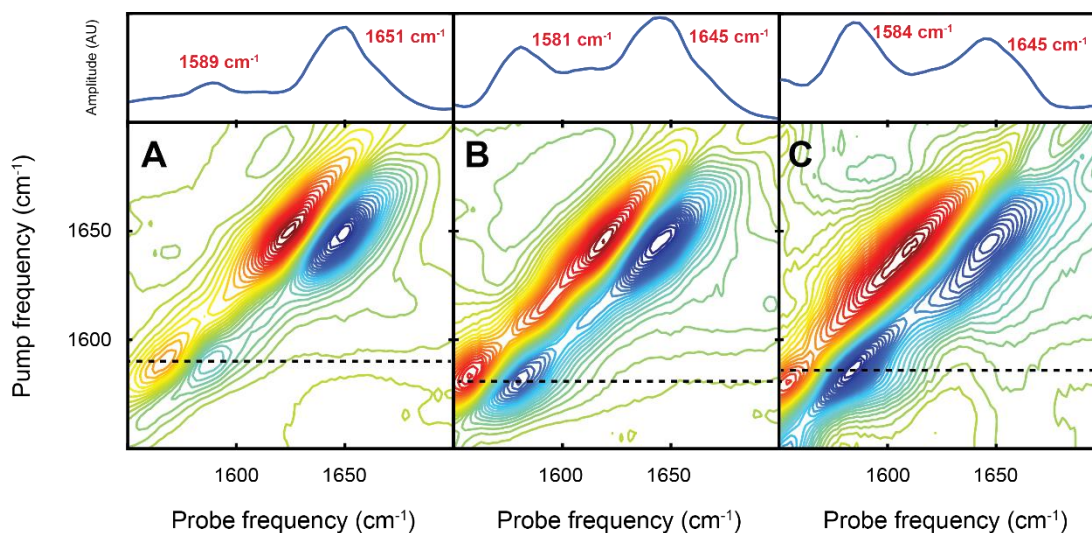 Amplitude (AU)
1589 cm⁻¹
1651 cm⁻¹
1581 cm⁻¹
1645 cm⁻¹
1584 cm⁻¹
1645 cm⁻¹
A
B
C
Pump frequency (cm⁻¹)
1650
1600
1600
1650
1600
1650
1600
1650
Probe frequency (cm⁻¹)
Probe frequency (cm⁻¹)
Probe frequency (cm⁻¹)